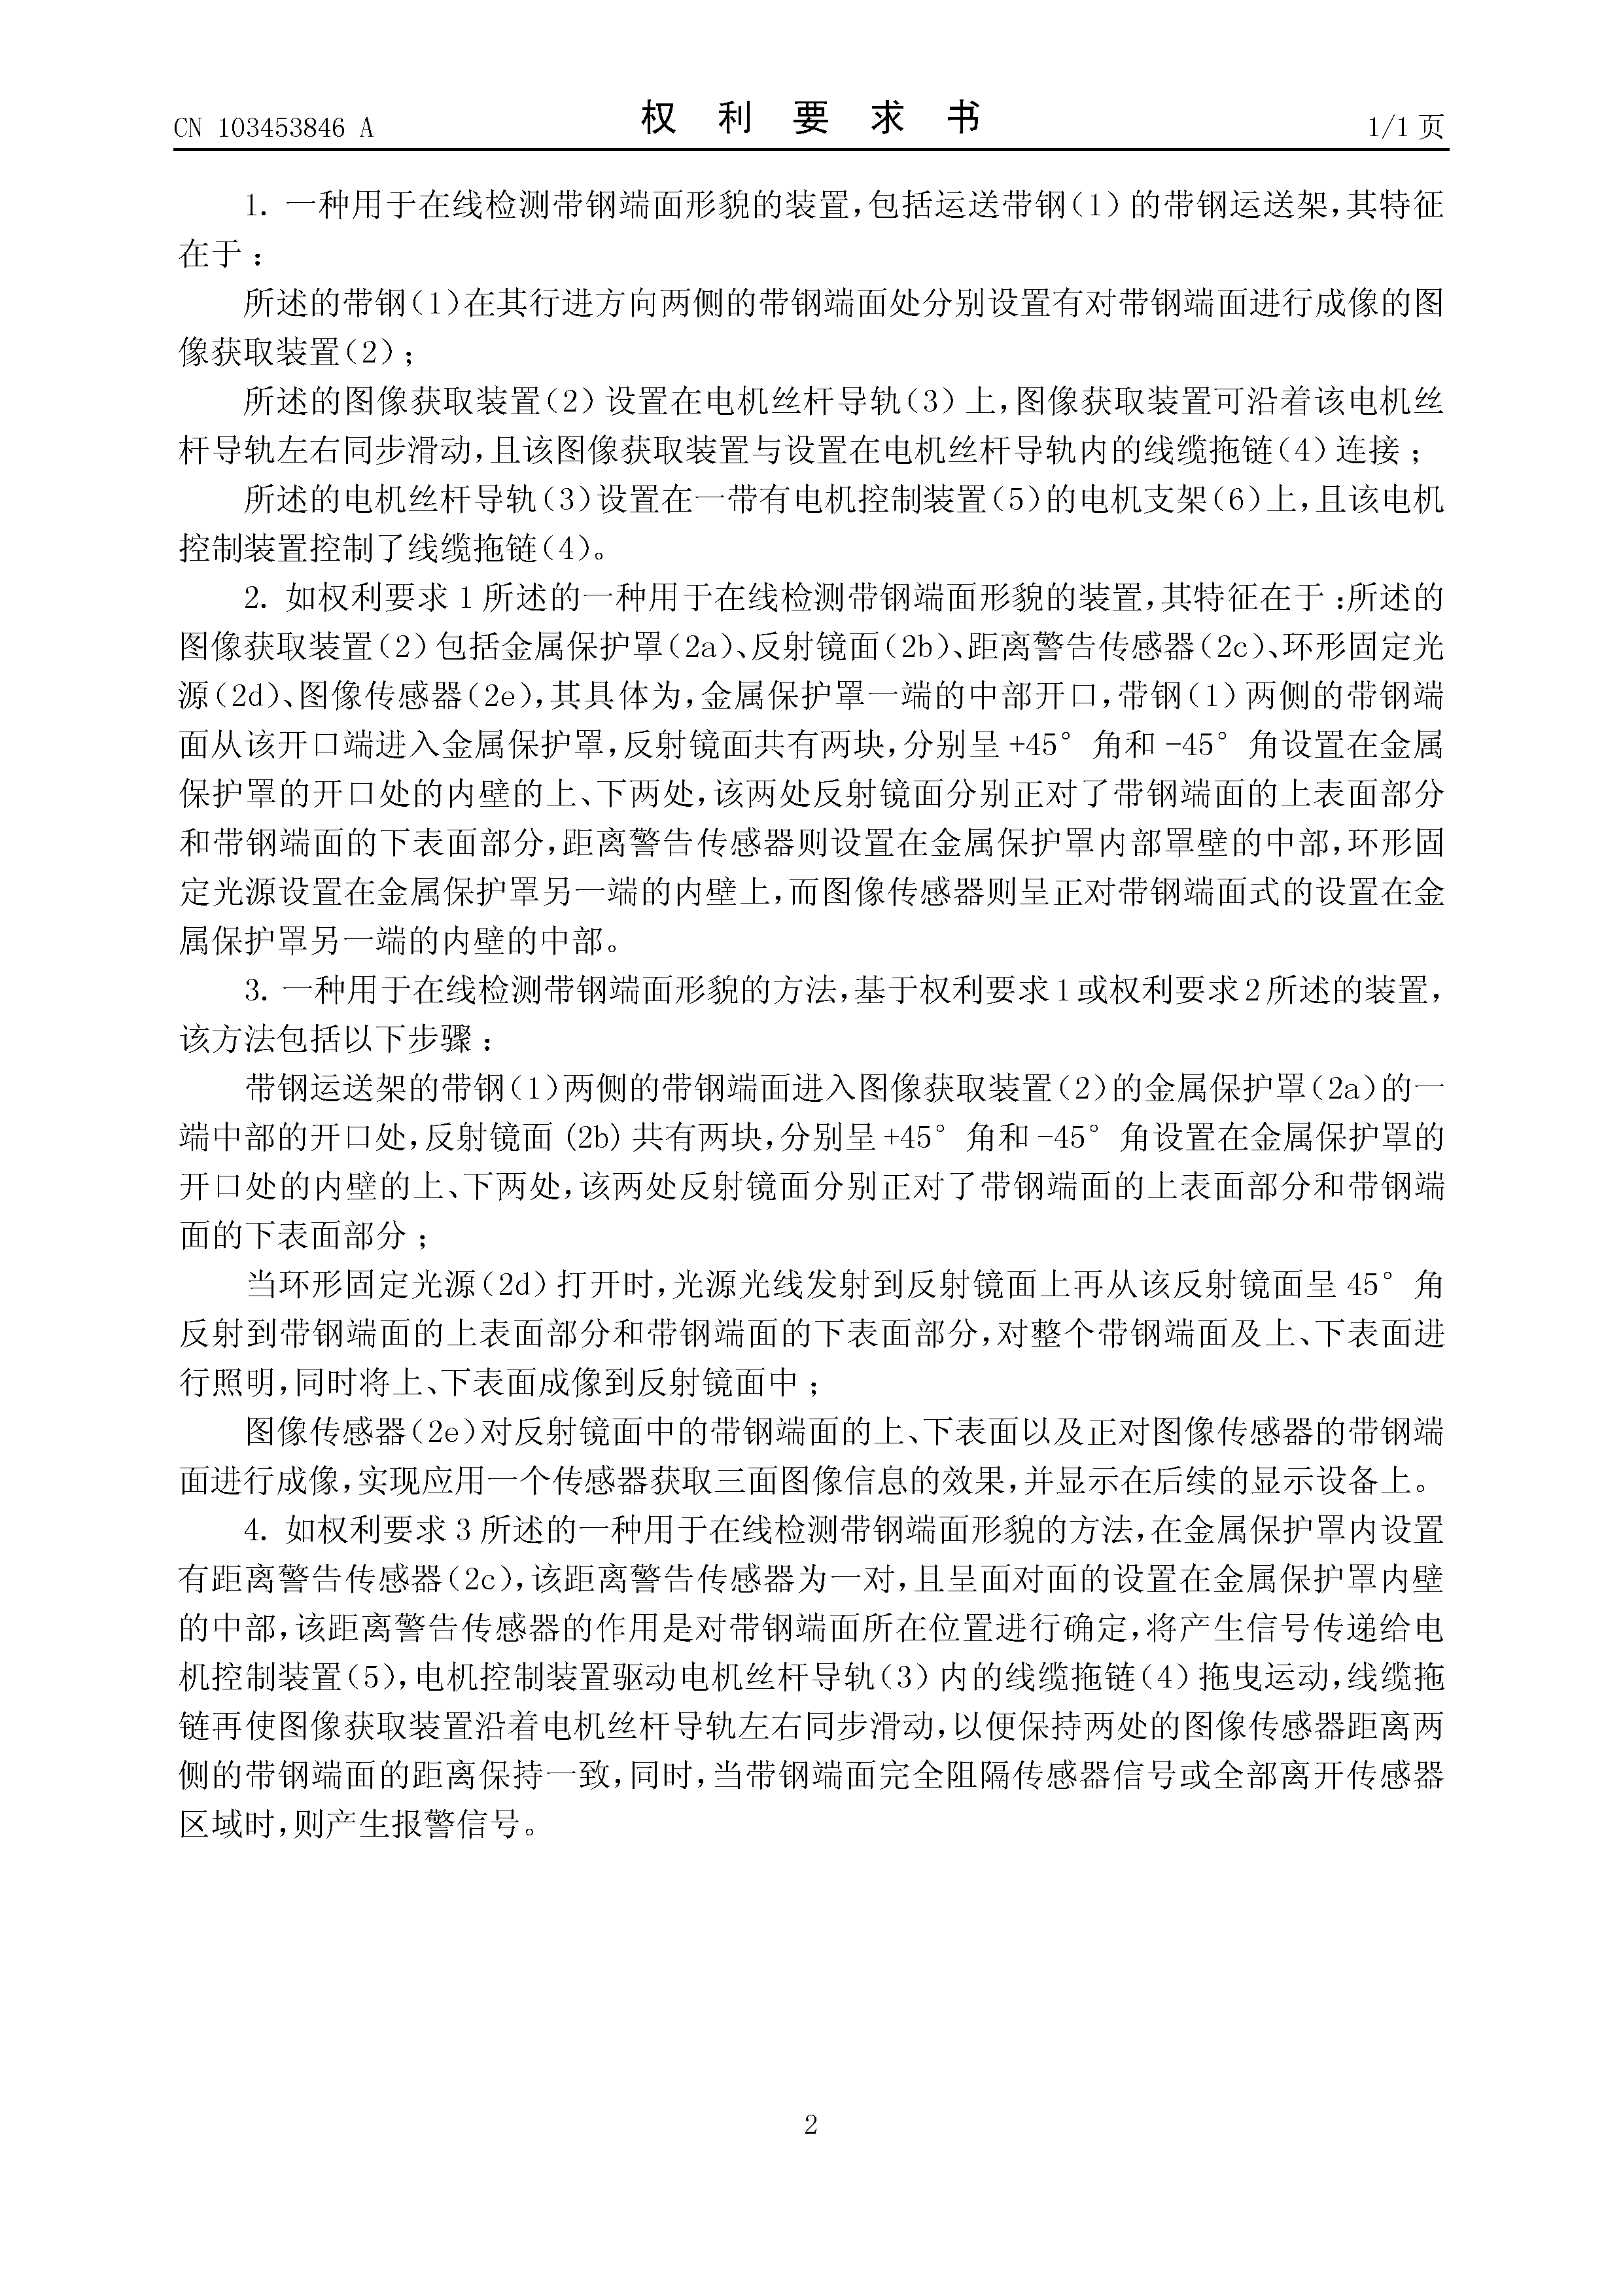 CN 103453846 A
权 利 要 求 书
1/1 页
1. 一种用于在线检测带钢端面形貌的装置,包括运送带钢(1)的带钢运送架,其特征
在于:
所述的带钢(1)在其行进方向两侧的带钢端面处分别设置有对带钢端面进行成像的图
像获取装置(2);
所述的图像获取装置(2)设置在电机丝杆导轨(3)上,图像获取装置可沿着该电机丝
杆导轨左右同步滑动,且该图像获取装置与设置在电机丝杆导轨内的线缆拖链(4)连接;
所述的电机丝杆导轨(3)设置在一带有电机控制装置(5)的电机支架(6)上,且该电机
控制装置控制了线缆拖链(4)。
2. 如权利要求 1 所述的一种用于在线检测带钢端面形貌的装置,其特征在于:所述的
图像获取装置(2)包括金属保护罩(2a)、反射镜面(2b)、距离警告传感器(2c)、环形固定光
源(2d)、图像传感器(2e),其具体为,金属保护罩一端的中部开口,带钢(1)两侧的带钢端
面从该开口端进入金属保护罩,反射镜面共有两块,分别呈 +45° 角和 -45° 角设置在金属
保护罩的开口处的内壁的上、下两处,该两处反射镜面分别正对了带钢端面的上表面部分
和带钢端面的下表面部分,距离警告传感器则设置在金属保护罩内部罩壁的中部,环形固
定光源设置在金属保护罩另一端的内壁上,而图像传感器则呈正对带钢端面式的设置在金
属保护罩另一端的内壁的中部。
3. 一种用于在线检测带钢端面形貌的方法,基于权利要求 1 或权利要求 2 所述的装置,
该方法包括以下步骤:
带钢运送架的带钢(1)两侧的带钢端面进入图像获取装置(2)的金属保护罩(2a)的一
端中部的开口处,反射镜面 (2b) 共有两块,分别呈 +45° 角和 -45° 角设置在金属保护罩的
开口处的内壁的上、下两处,该两处反射镜面分别正对了带钢端面的上表面部分和带钢端
面的下表面部分;
当环形固定光源(2d)打开时,光源光线发射到反射镜面上再从该反射镜面呈 45° 角
反射到带钢端面的上表面部分和带钢端面的下表面部分,对整个带钢端面及上、下表面进
行照明,同时将上、下表面成像到反射镜面中;
图像传感器(2e)对反射镜面中的带钢端面的上、下表面以及正对图像传感器的带钢端
面进行成像,实现应用一个传感器获取三面图像信息的效果,并显示在后续的显示设备上。
4. 如权利要求 3 所述的一种用于在线检测带钢端面形貌的方法,在金属保护罩内设置
有距离警告传感器(2c),该距离警告传感器为一对,且呈面对面的设置在金属保护罩内壁
的中部,该距离警告传感器的作用是对带钢端面所在位置进行确定,将产生信号传递给电
机控制装置(5),电机控制装置驱动电机丝杆导轨(3)内的线缆拖链(4)拖曳运动,线缆拖
链再使图像获取装置沿着电机丝杆导轨左右同步滑动,以便保持两处的图像传感器距离两
侧的带钢端面的距离保持一致,同时,当带钢端面完全阻隔传感器信号或全部离开传感器
区域时,则产生报警信号。
2